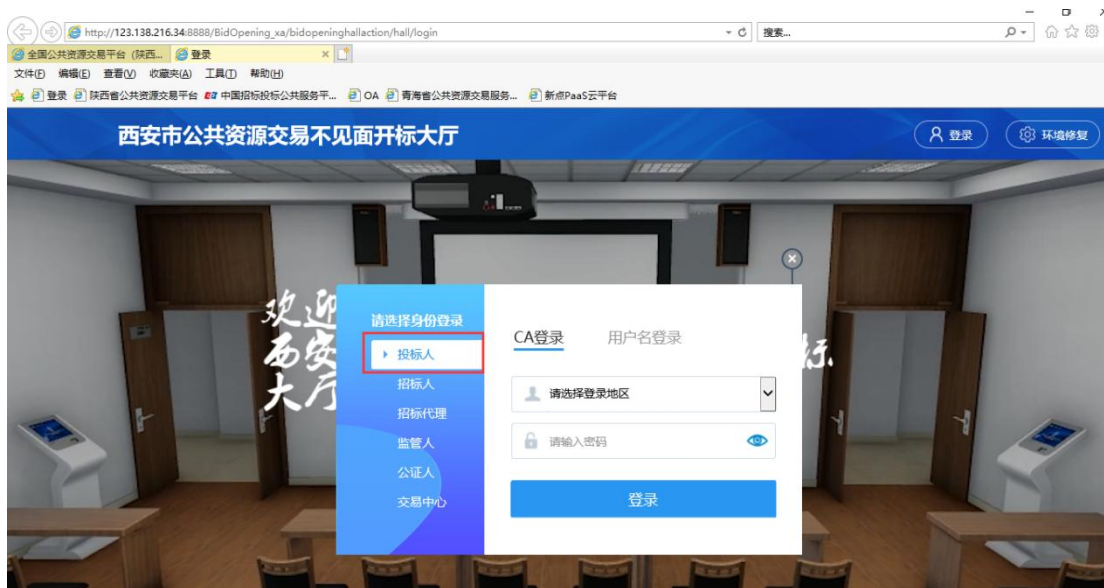 http://123.138.216.34:8888/BidOpening_xa/bidopeninghallaction/hall/login
搜索...
全国公共资源交易平台（陕西... 登录
文件(F) 编辑(E) 查看(V) 收藏夹(A) 工具(T) 帮助(H)
登录 陕西省公共资源交易平台 中国招标投标公共服务平... OA 青海省公共资源交易服务... 新点PaaS云平台
西安市公共资源交易不见面开标大厅
登录 环境修复
欢迎
西安
大厅
标
请选择身份登录
投标人
招标人
招标代理
监管人
公证人
交易中心
CA登录 用户名登录
请选择登录地区
请输入密码
登录